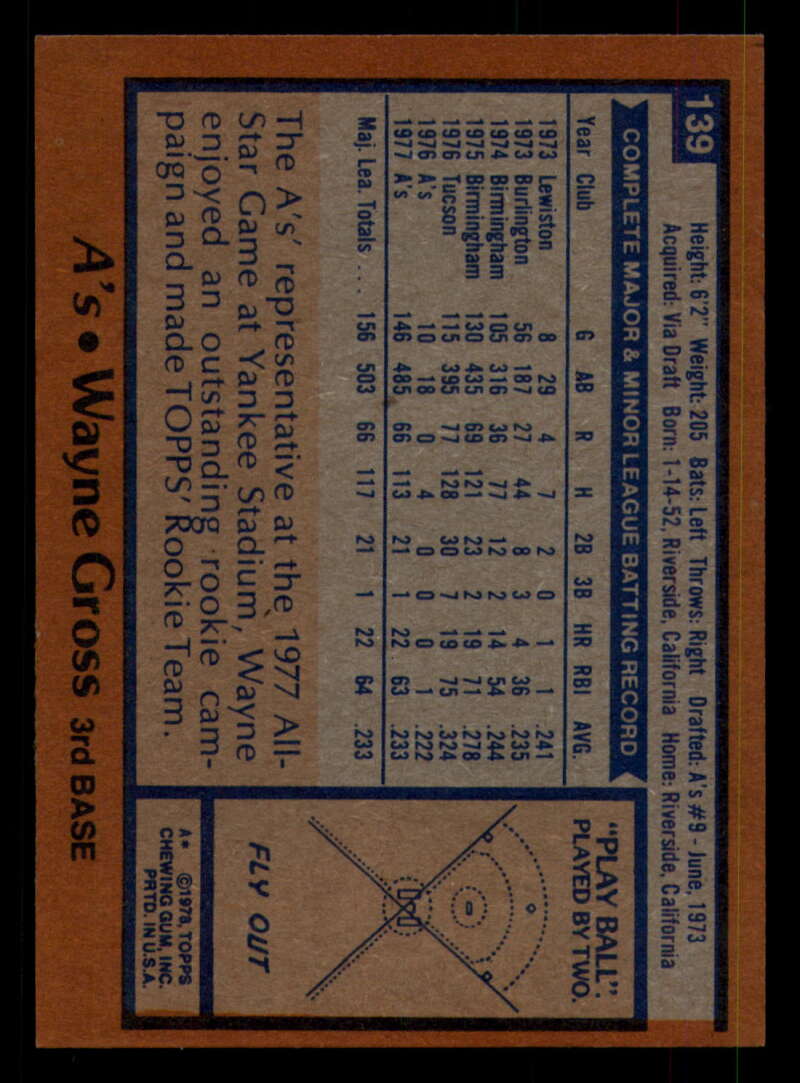 139
Height: 6'2" Weight: 205 Bats: Left Throws: Right Drafted: A's #9 - June, 1973
Acquired: Via Draft Born: 1-14-52, Riverside, California Home: Riverside, California
COMPLETE MAJOR & MINOR LEAGUE BATTING RECORD
Year Club G AB R H 2B 3B HR RBI AVG.
1973 Lewiston 8 29 4 7 2 0 1 1 .241
1973 Burlington 56 187 27 44 8 3 4 36 .235
1974 Birmingham 105 316 36 77 12 2 14 54 .244
1975 Birmingham 130 435 69 121 23 2 19 71 .278
1976 Tucson 115 395 77 128 30 7 19 75 .324
1976 A's 10 18 0 4 0 0 0 1 .222
1977 A's 146 485 66 113 21 1 22 63 .233
Maj. Lea. Totals ... 156 503 66 117 21 1 22 64 .233
The A's' representative at the 1977 All-
Star Game at Yankee Stadium, Wayne
enjoyed an outstanding rookie cam-
paign and made TOPPS' Rookie Team.
"PLAY BALL".
PLAYED BY TWO.
FLY OUT
A* ©1978, TOPPS
CHEWING GUM, INC.
PRTD. IN U.S.A.
A's • Wayne Gross 3rd BASE